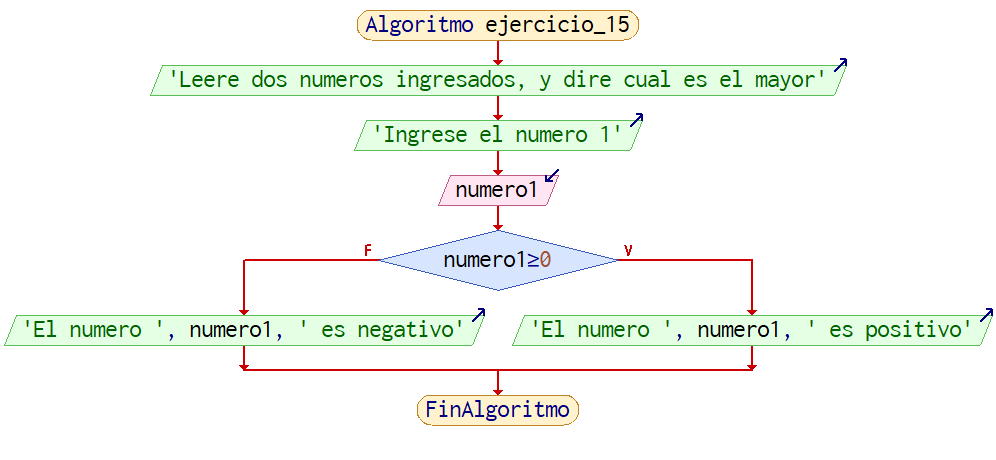 Algoritmo ejercicio_15
'Leere dos numeros ingresados, y dire cual es el mayor'
'Ingrese el numero 1'
numero1
numero1≥0
F
V
'El numero ', numero1, ' es negativo'
'El numero ', numero1, ' es positivo'
FinAlgoritmo